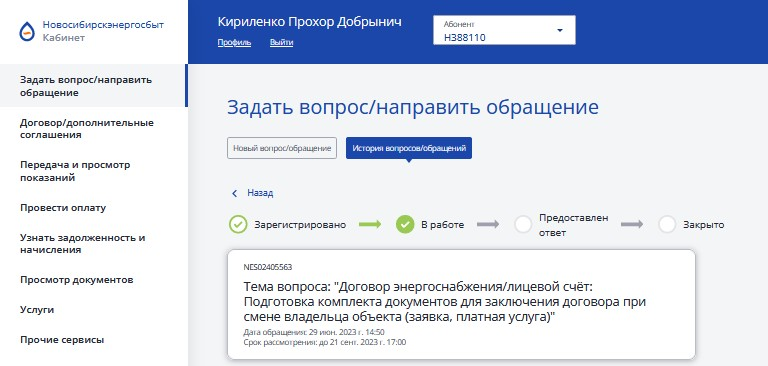 Новосибирскэнергосбыт
Кабинет
Кириленко Прохор Добрынич
Профиль
Выйти
Абонент
Н388110
Задать вопрос/направить
обращение
Договор/дополнительные
соглашения
Передача и просмотр
показаний
Провести оплату
Узнать задолженность и
начисления
Просмотр документов
Услуги
Прочие сервисы
Задать вопрос/направить обращение
Новый вопрос/обращение
История вопросов/обращений
Назад
Зарегистрировано
В работе
Предоставлен
ответ
Закрыто
NES02405563
Тема вопроса: "Договор энергоснабжения/лицевой счёт:
Подготовка комплекта документов для заключения договора при
смене владельца объекта (заявка, платная услуга)"
Дата обращения: 29 июн. 2023 г. 14:50
Срок рассмотрения: до 21 сент. 2023 г. 17:00